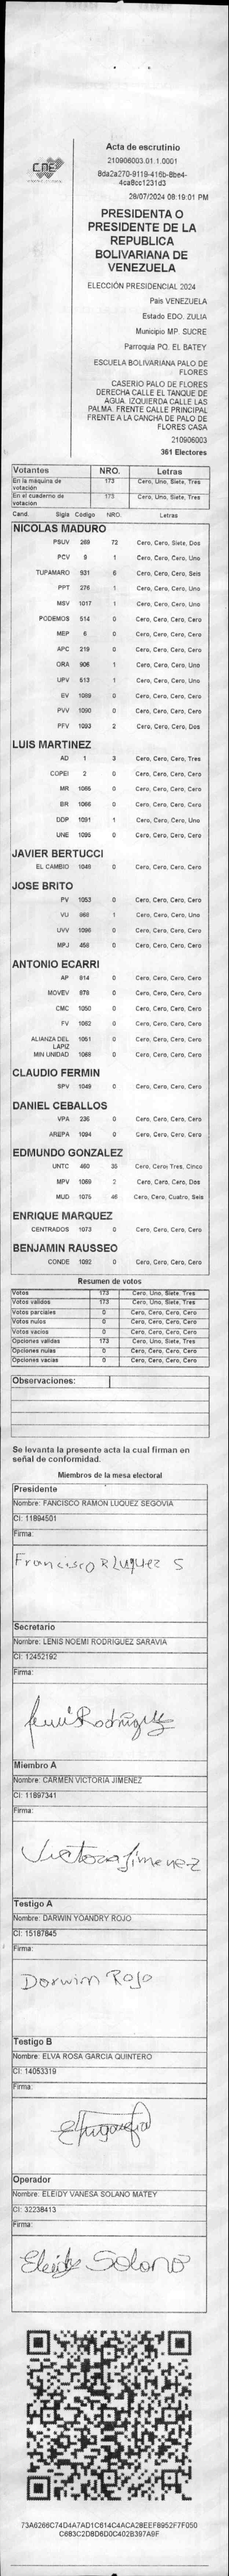 CNE
Acta de escrutinio
210906003.01.1.0001
8da2a270-9119-416b-8be4-
4ca9cc1231d3
28/07/2024 08:19:01 PM
PRESIDENTA O
PRESIDENTE DE LA
REPUBLICA
BOLIVARIANA DE
VENEZUELA
ELECCIÓN PRESIDENCIAL 2024
Pais VENEZUELA
Estado EDO. ZULIA
Municipio MP. SUCRE
Parroquia PQ. EL BATEY
ESCUELA BOLIVARIANA PALO DE
FLORES
CASERIO PALO DE FLORES
DERECHA CALLE EL TANQUE DE
AGUA. IZQUIERDA CALLE LAS
PALMA. FRENTE CALLE PRINCIPAL
FRENTE A LA CANCHA DE PALO DE
FLORES CASA
210906003
361 Electores
Votantes NRO. Letras
En la máquina de votación 173 Cero, Uno, Siete, Tres
En el cuaderno de votación 173 Cero, Uno, Siete, Tres
Cand. Sigla Codigo NRO. Letras
NICOLAS MADURO
PSUV 269 72 Cero, Cero, Siete, Dos
PCV 9 1 Cero, Cero, Cero, Uno
TUPAMARO 931 6 Cero, Cero, Cero, Seis
PPT 276 1 Cero, Cero, Cero, Uno
MSV 1017 1 Cero, Cero, Cero, Uno
PODEMOS 514 0 Cero, Cero, Cero, Cero
MEP 6 0 Cero, Cero, Cero, Cero
APC 219 0 Cero, Cero, Cero, Cero
ORA 906 1 Cero, Cero, Cero, Uno
UPV 513 1 Cero, Cero, Cero, Uno
EV 1089 0 Cero, Cero, Cero, Cero
PVV 1090 0 Cero, Cero, Cero, Cero
PFV 1093 2 Cero, Cero, Cero, Dos
LUIS MARTINEZ
AD 1 3 Cero, Cero, Cero, Tres
COPEI 2 0 Cero, Cero, Cero, Cero
MR 1065 0 Cero, Cero, Cero, Cero
BR 1066 0 Cero, Cero, Cero, Cero
DDP 1091 1 Cero, Cero, Cero, Uno
UNE 1095 0 Cero, Cero, Cero, Cero
JAVIER BERTUCCI
EL CAMBIO 1048 0 Cero, Cero, Cero, Cero
JOSE BRITO
PV 1053 0 Cero, Cero, Cero, Cero
VU 968 1 Cero, Cero, Cero, Uno
UVV 1096 0 Cero, Cero, Cero, Cero
MPJ 458 0 Cero, Cero, Cero, Cero
ANTONIO ECARRI
AP 914 0 Cero, Cero, Cero, Cero
MOVEV 978 0 Cero, Cero, Cero, Cero
CMC 1050 0 Cero, Cero, Cero, Cero
FV 1062 0 Cero, Cero, Cero, Cero
ALIANZA DEL LAPIZ 1051 0 Cero, Cero, Cero, Cero
MIN UNIDAD 1068 0 Cero, Cero, Cero, Cero
CLAUDIO FERMIN
SPV 1049 0 Cero, Cero, Cero, Cero
DANIEL CEBALLOS
VPA 236 0 Cero, Cero, Cero, Cero
AREPA 1094 0 Cero, Cero, Cero, Cero
EDMUNDO GONZALEZ
UNTC 460 35 Cero, Cero, Tres, Cinco
MPV 1069 2 Cero, Cero, Cero, Dos
MUD 1075 46 Cero, Cero, Cuatro, Seis
ENRIQUE MARQUEZ
CENTRADOS 1073 0 Cero, Cero, Cero, Cero
BENJAMIN RAUSSEO
CONDE 1092 0 Cero, Cero, Cero, Cero
Resumen de votos
Votos 173 Cero, Uno, Siete, Tres
Votos validos 173 Cero, Uno, Siete, Tres
Votos parciales 0 Cero, Cero, Cero, Cero
Votos nulos 0 Cero, Cero, Cero, Cero
Votos vacios 0 Cero, Cero, Cero, Cero
Opciones validas 173 Cero, Uno, Siete, Tres
Opciones nulas 0 Cero, Cero, Cero, Cero
Opciones vacias 0 Cero, Cero, Cero, Cero
Observaciones:
Se levanta la presente acta la cual firman en
señal de conformidad.
Miembros de la mesa electoral
Presidente
Nombre: FANCISCO RAMON LUQUEZ SEGOVIA
CI: 11894501
Firma:
Francisco R Luquez S
Secretario
Nombre: LENIS NOEMI RODRIGUEZ SARAVIA
CI: 12452192
Firma:
Lenis Rodriguez
Miembro A
Nombre: CARMEN VICTORIA JIMENEZ
CI: 11897341
Firma:
Victoria Jimenez
Testigo A
Nombre: DARWIN YOANDRY ROJO
CI: 15187845
Firma:
Darwin Rojo
Testigo B
Nombre: ELVA ROSA GARCIA QUINTERO
CI: 14053319
Firma:
Operador
Nombre: ELEIDY VANESA SOLANO MATEY
CI: 32238413
Firma:
Eleidy Solano
73A6266C74D4A7AD1C614C4ACA28EEF8952F7F050
C683C2D8D6D0C402B397A9F